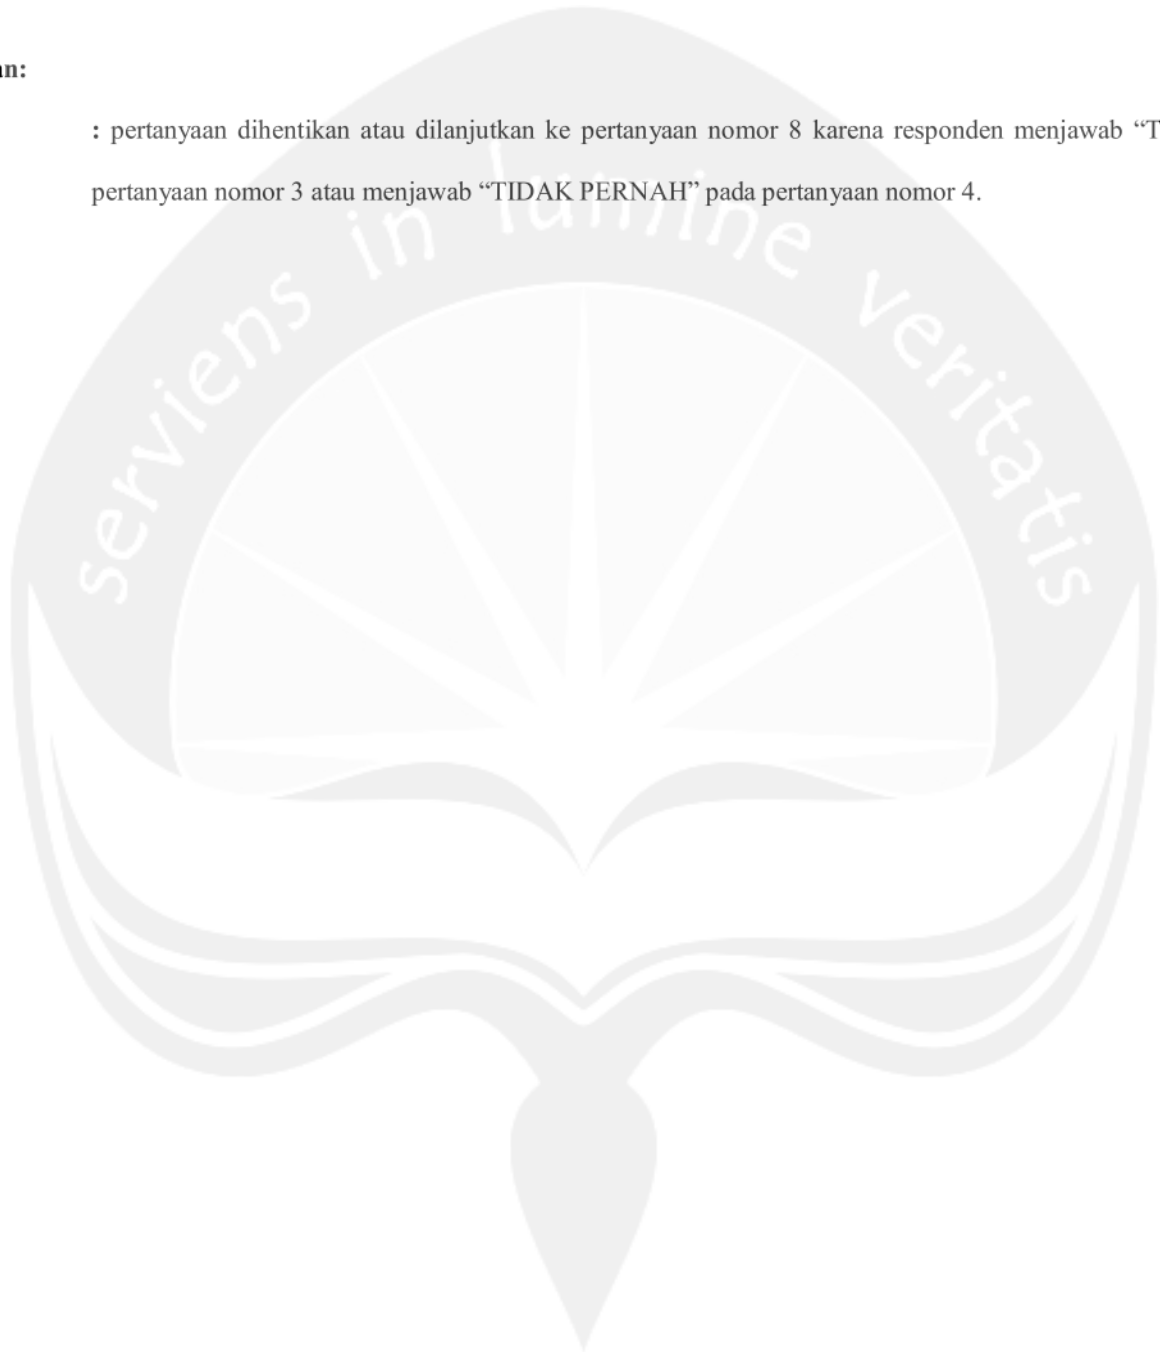 an:
: pertanyaan dihentikan atau dilanjutkan ke pertanyaan nomor 8 karena responden menjawab “T
pertanyaan nomor 3 atau menjawab “TIDAK PERNAH” pada pertanyaan nomor 4.
serviens in lumine veritatis